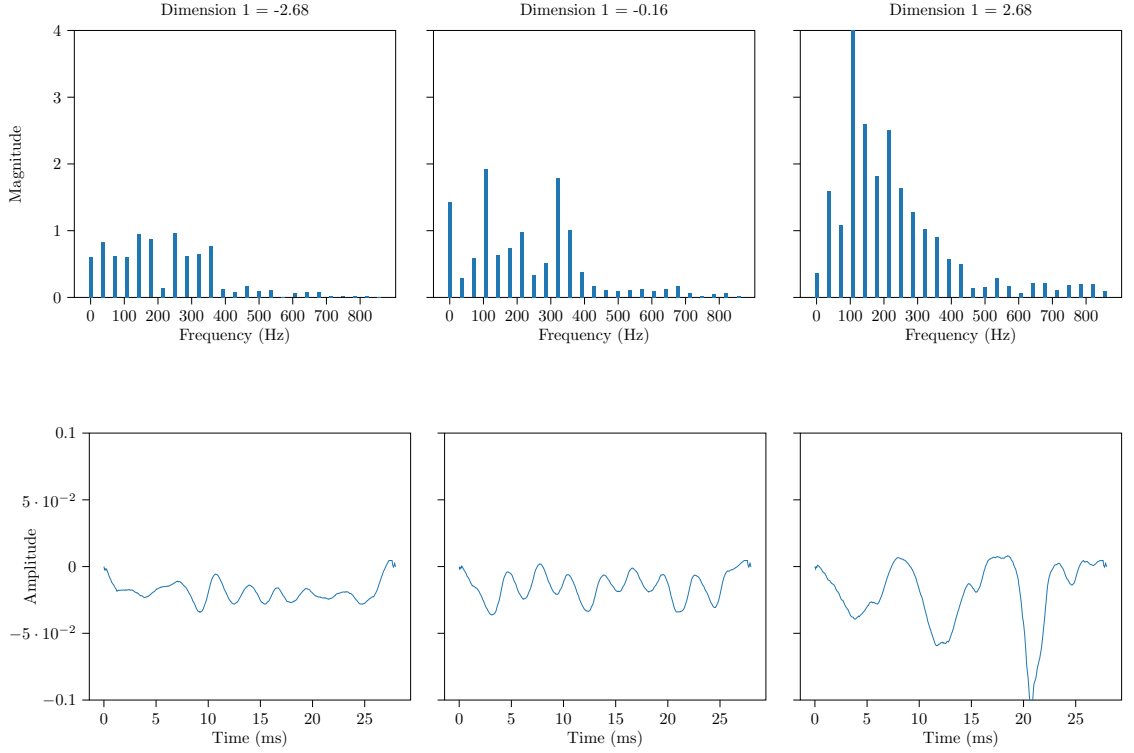 Dimension 1 = -2.68
Dimension 1 = -0.16
Dimension 1 = 2.68
4
3
2
1
0
Magnitude
0 100 200 300 400 500 600 700 800
0 100 200 300 400 500 600 700 800
0 100 200 300 400 500 600 700 800
Frequency (Hz)
Frequency (Hz)
Frequency (Hz)
0.1
5 · 10⁻²
0
−5 · 10⁻²
−0.1
Amplitude
0 5 10 15 20 25
0 5 10 15 20 25
0 5 10 15 20 25
Time (ms)
Time (ms)
Time (ms)